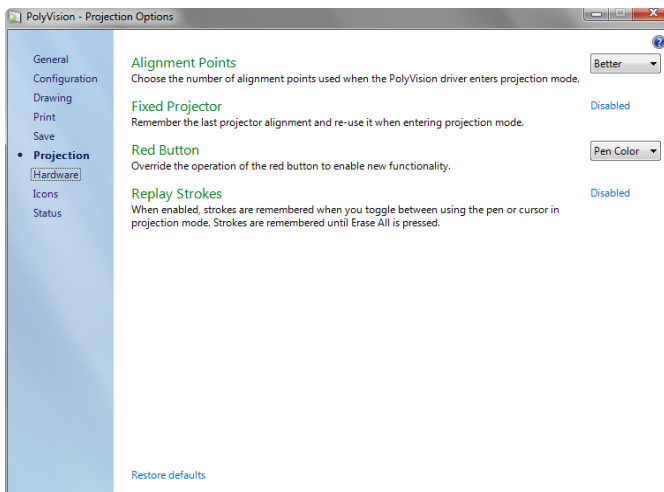 PolyVision - Projection Options
General
Configuration
Drawing
Print
Save
Projection
Hardware
Icons
Status
Alignment Points
Better
Choose the number of alignment points used when the PolyVision driver enters projection mode.
Fixed Projector
Disabled
Remember the last projector alignment and re-use it when entering projection mode.
Red Button
Pen Color
Override the operation of the red button to enable new functionality.
Replay Strokes
Disabled
When enabled, strokes are remembered when you toggle between using the pen or cursor in
projection mode. Strokes are remembered until Erase All is pressed.
Restore defaults